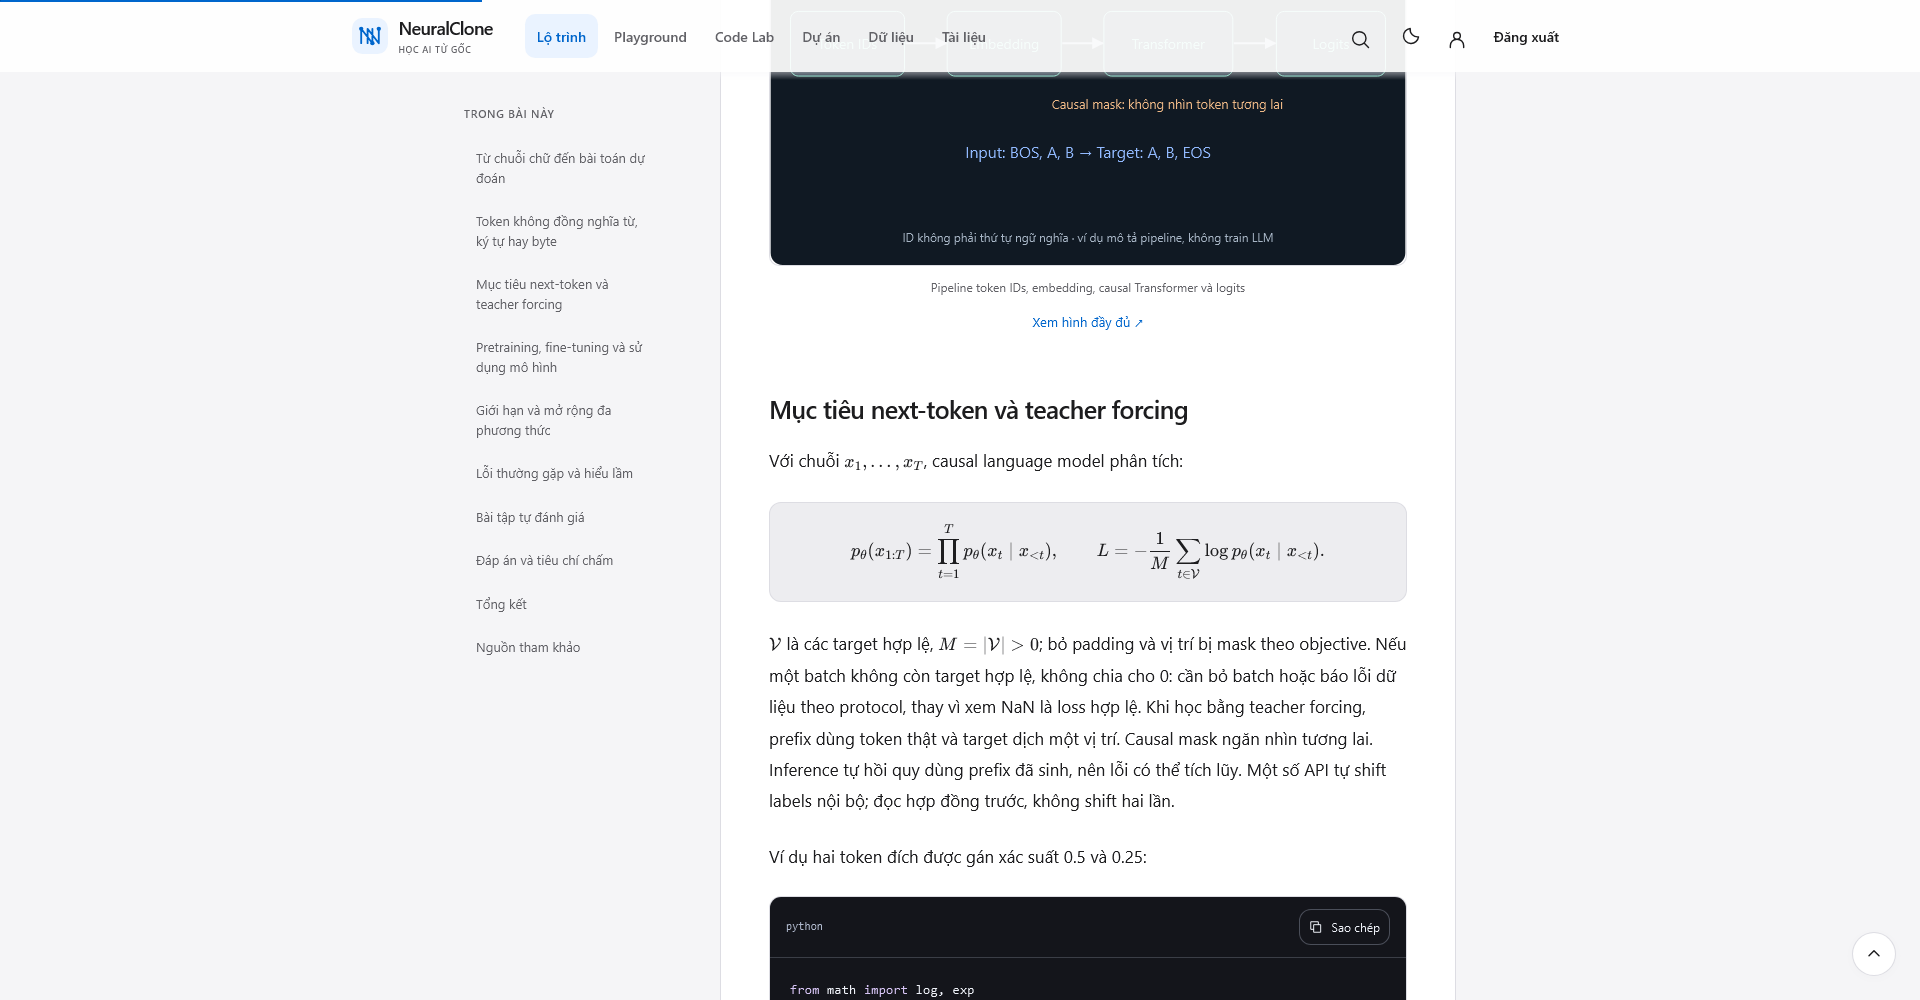 NeuralClone
HỌC AI TỪ GỐC
Lộ trình
Playground
Code Lab
Dự án
Dữ liệu
Tài liệu
Đăng xuất
Token IDs
Embedding
Transformer
Logits
TRONG BÀI NÀY
Từ chuỗi chữ đến bài toán dự
đoán
Token không đồng nghĩa từ,
ký tự hay byte
Mục tiêu next-token và
teacher forcing
Pretraining, fine-tuning và sử
dụng mô hình
Giới hạn và mở rộng đa
phương thức
Lỗi thường gặp và hiểu lầm
Bài tập tự đánh giá
Đáp án và tiêu chí chấm
Tổng kết
Nguồn tham khảo
Causal mask: không nhìn token tương lai
Input: BOS, A, B → Target: A, B, EOS
ID không phải thứ tự ngữ nghĩa · ví dụ mô tả pipeline, không train LLM
Pipeline token IDs, embedding, causal Transformer và logits
Xem hình đầy đủ ↗
Mục tiêu next-token và teacher forcing
Với chuỗi x₁, . . . , x_T, causal language model phân tích:
p_θ(x_{1:T}) = ∏_{t=1}^{T} p_θ(x_t | x_{<t}), L = −\frac{1}{M} ∑_{t∈𝒱} log p_θ(x_t | x_{<t}).
𝒱 là các target hợp lệ, M = |𝒱| > 0; bỏ padding và vị trí bị mask theo objective. Nếu
một batch không còn target hợp lệ, không chia cho 0: cần bỏ batch hoặc báo lỗi dữ
liệu theo protocol, thay vì xem NaN là loss hợp lệ. Khi học bằng teacher forcing,
prefix dùng token thật và target dịch một vị trí. Causal mask ngăn nhìn tương lai.
Inference tự hồi quy dùng prefix đã sinh, nên lỗi có thể tích lũy. Một số API tự shift
labels nội bộ; đọc hợp đồng trước, không shift hai lần.
Ví dụ hai token đích được gán xác suất 0.5 và 0.25:
python
Sao chép
from math import log, exp